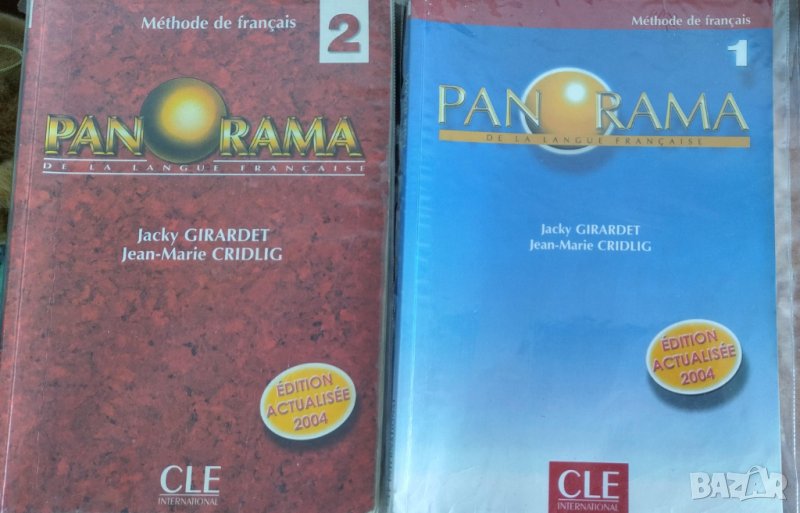 Méthode de français
2
PANORAMA
DE LA LANGUE FRANÇAISE
Jacky GIRARDET
Jean-Marie CRIDLIG
ÉDITION
ACTUALISÉE
2004
CLE
INTERNATIONAL
Méthode de français
1
PANORAMA
DE LA LANGUE FRANÇAISE
Jacky GIRARDET
Jean-Marie CRIDLIG
ÉDITION
ACTUALISÉE
2004
CLE
INTERNATIONAL
BAZAR